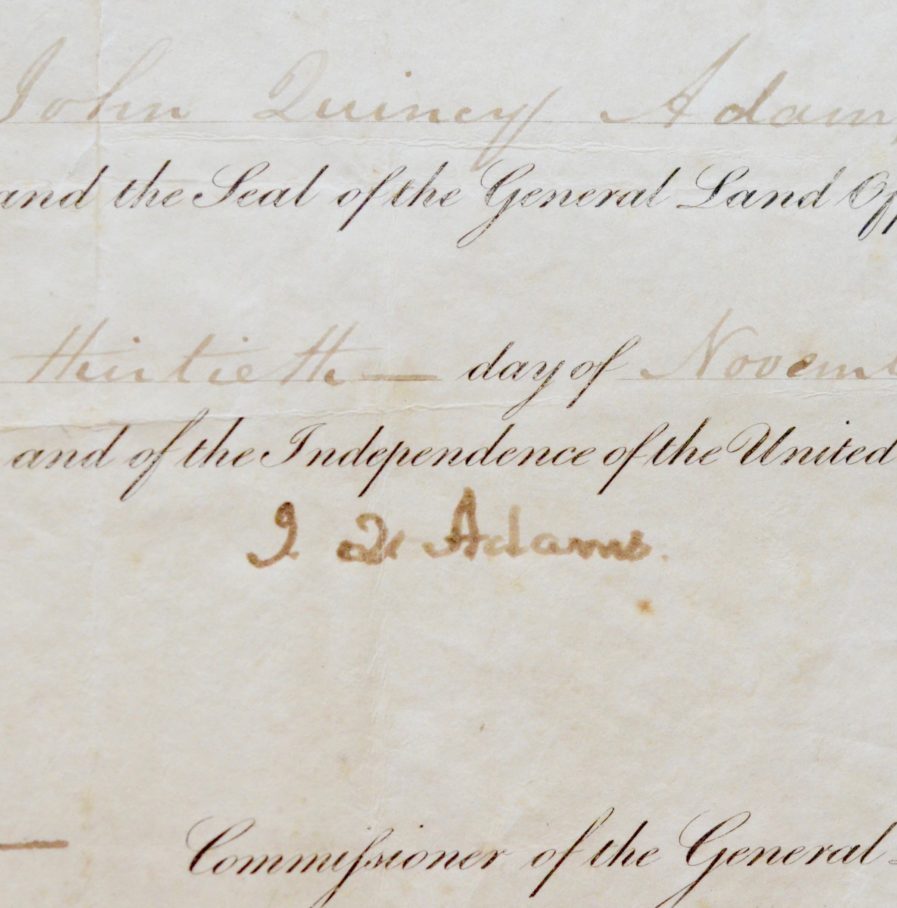 John Quincy Adams
and the Seal of the General Land Off
Thirtieth — day of Novem
and of the Independence of the United
J. Q. Adams.
— Commissioner of the General